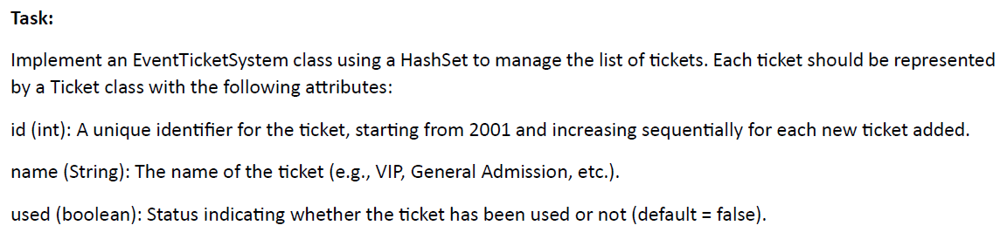 Task:
Implement an EventTicketSystem class using a HashSet to manage the list of tickets. Each ticket should be represented
by a Ticket class with the following attributes:
id (int): A unique identifier for the ticket, starting from 2001 and increasing sequentially for each new ticket added.
name (String): The name of the ticket (e.g., VIP, General Admission, etc.).
used (boolean): Status indicating whether the ticket has been used or not (default = false).